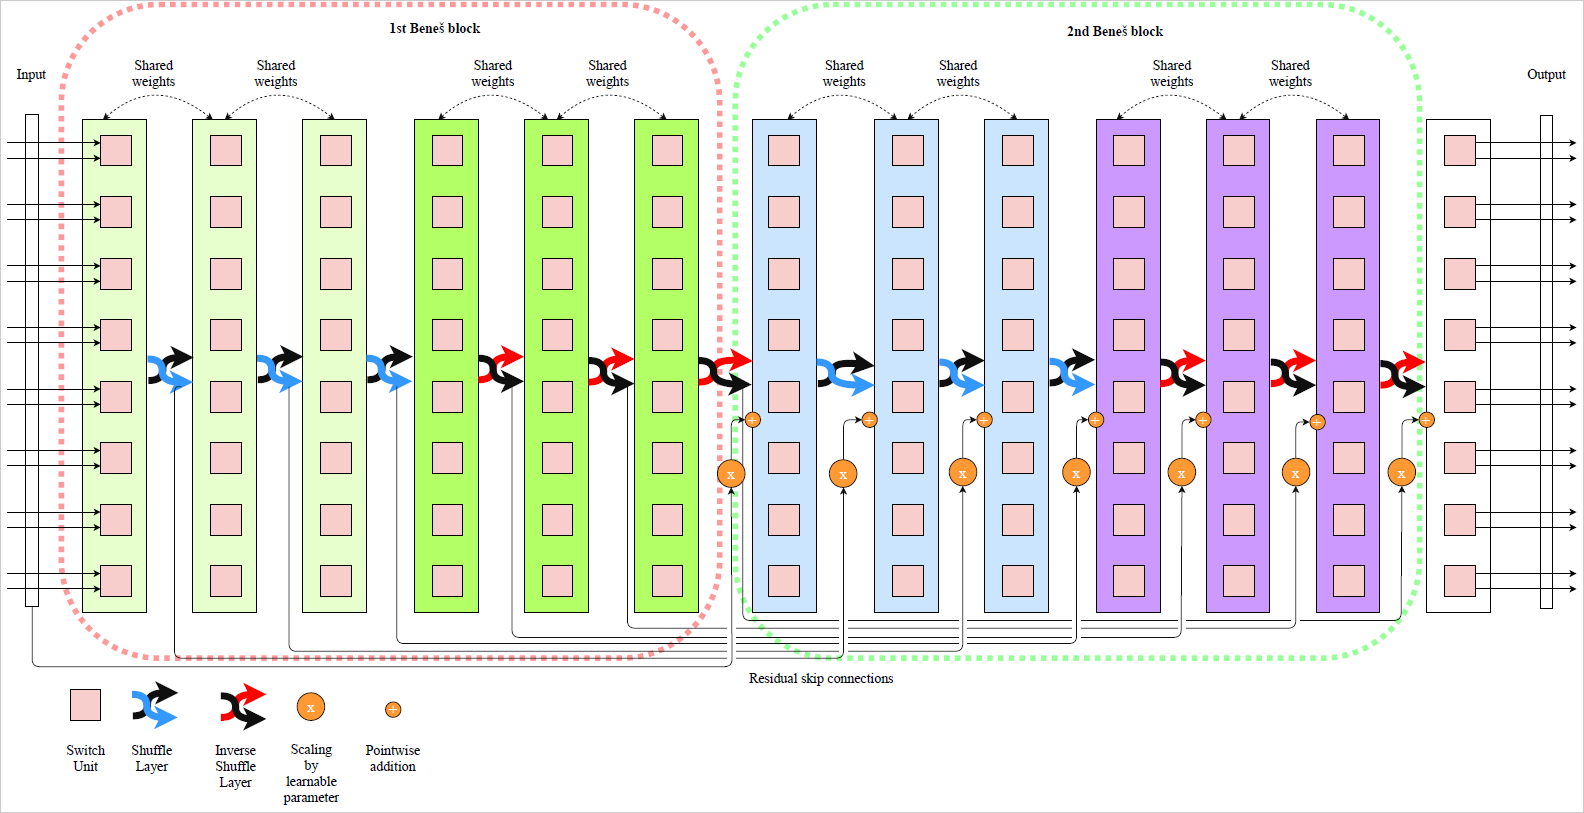 1st Beneš block
2nd Beneš block
Input
Shared
weights
Shared
weights
Shared
weights
Shared
weights
Shared
weights
Shared
weights
Shared
weights
Shared
weights
Output
+
+
+
+
+
+
+
x
x
x
x
x
x
x
Residual skip connections
x
+
Switch
Unit
Shuffle
Layer
Inverse
Shuffle
Layer
Scaling
by
learnable
parameter
Pointwise
addition